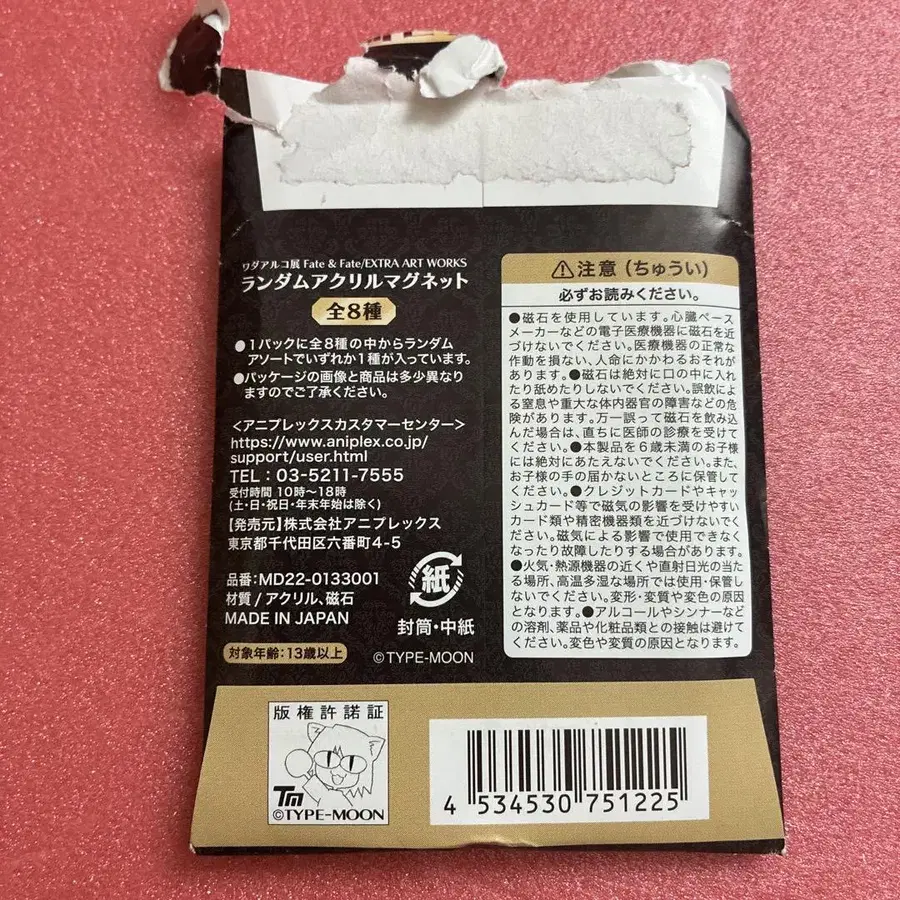 ワダアルコ展 Fate & Fate/EXTRA ART WORKS
ランダムアクリルマグネット
全8種
●1パックに全8種の中からランダム
アソートでいずれか1種が入っています。
●パッケージの画像と商品は多少異なり
ますのでご了承ください。
<アニプレックスカスタマーセンター>
https://www.aniplex.co.jp/
support/user.html
TEL : 03-5211-7555
受付時間 10時~18時
(土・日・祝日・年末年始は除く)
【発売元】株式会社アニプレックス
東京都千代田区六番町4-5
品番:MD22-0133001
材質/アクリル、磁石
MADE IN JAPAN
対象年齢:13歳以上
紙
封筒・中紙
©TYPE-MOON
⚠注意(ちゅうい)
必ずお読みください。
●磁石を使用しています。心臓ペース
メーカーなどの電子医療機器に磁石を近
づけないでください。医療機器の正常な
作動を損ない、人命にかかわるおそれが
あります。●磁石は絶対に口の中に入れ
たり舐めたりしないでください。誤飲によ
る窒息や重大な体内器官の障害などの危
険があります。万一誤って磁石を飲み込
んだ場合は、直ちに医師の診療を受けて
ください。●本製品を6歳未満のお子様
には絶対にあたえないでください。また、
お子様の手の届かないところに保管して
ください。●クレジットカードやキャッ
シュカード等で磁気の影響を受けやすい
カード類や精密機器類を近づけないでく
ださい。磁気による影響で使用できなく
なったり故障したりする場合があります。
●火気・熱源機器の近くや直射日光の当
たる場所、高温多湿な場所では使用・保管し
ないでください。変形・変質や変色の原因
となります。●アルコールやシンナーなど
の溶剤、薬品や化粧品類との接触は避けて
ください。変色や変質の原因となります。
版権許諾証
TM
©TYPE-MOON
4 534530 751225